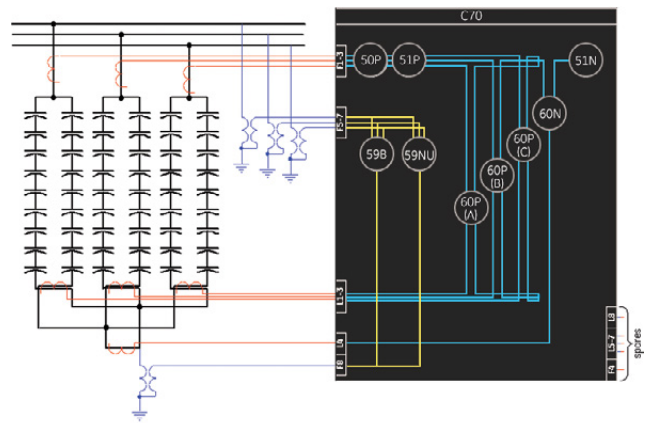 C70
F1-3
50P
51P
51N
60N
F5-7
60P
(C)
59B
59NU
60P
(B)
60P
(A)
L1-3
L4
F8
L8
L5-7
F4
spares